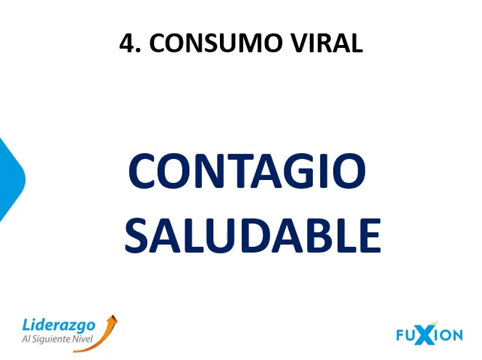 4. CONSUMO VIRAL
CONTAGIO
SALUDABLE
Liderazgo
Al Siguiente Nivel
FUXION